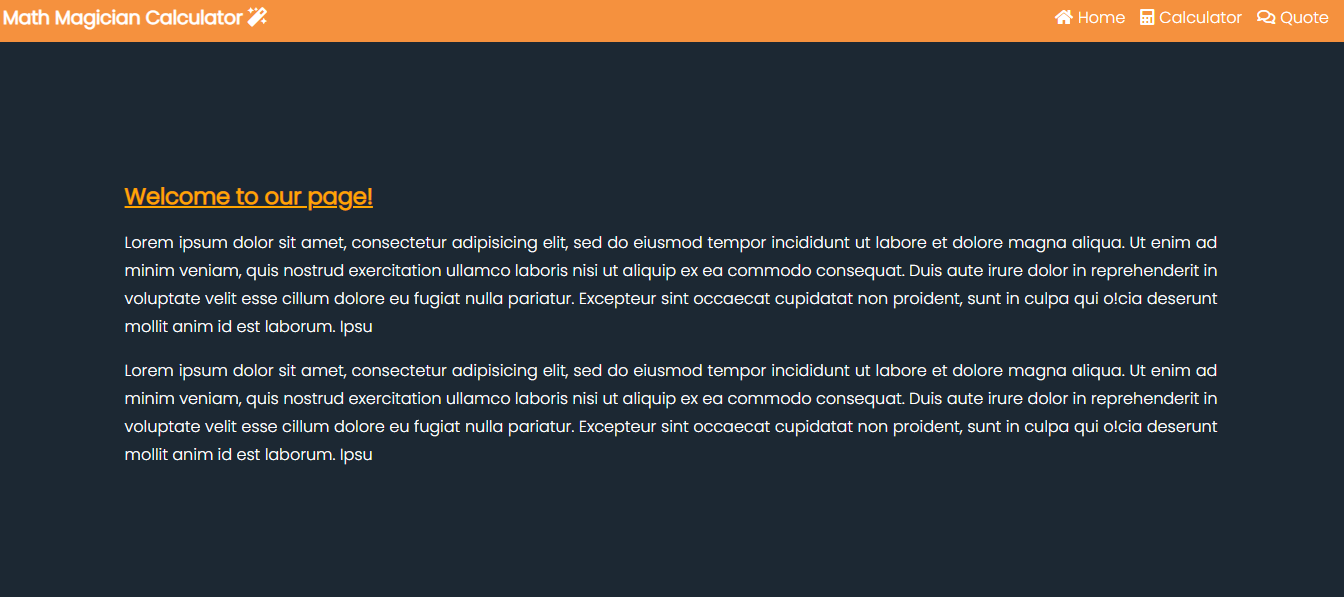 Math Magician Calculator
Home Calculator Quote
Welcome to our page!
Lorem ipsum dolor sit amet, consectetur adipisicing elit, sed do eiusmod tempor incididunt ut labore et dolore magna aliqua. Ut enim ad
minim veniam, quis nostrud exercitation ullamco laboris nisi ut aliquip ex ea commodo consequat. Duis aute irure dolor in reprehenderit in
voluptate velit esse cillum dolore eu fugiat nulla pariatur. Excepteur sint occaecat cupidatat non proident, sunt in culpa qui o!cia deserunt
mollit anim id est laborum. Ipsu
Lorem ipsum dolor sit amet, consectetur adipisicing elit, sed do eiusmod tempor incididunt ut labore et dolore magna aliqua. Ut enim ad
minim veniam, quis nostrud exercitation ullamco laboris nisi ut aliquip ex ea commodo consequat. Duis aute irure dolor in reprehenderit in
voluptate velit esse cillum dolore eu fugiat nulla pariatur. Excepteur sint occaecat cupidatat non proident, sunt in culpa qui o!cia deserunt
mollit anim id est laborum. Ipsu